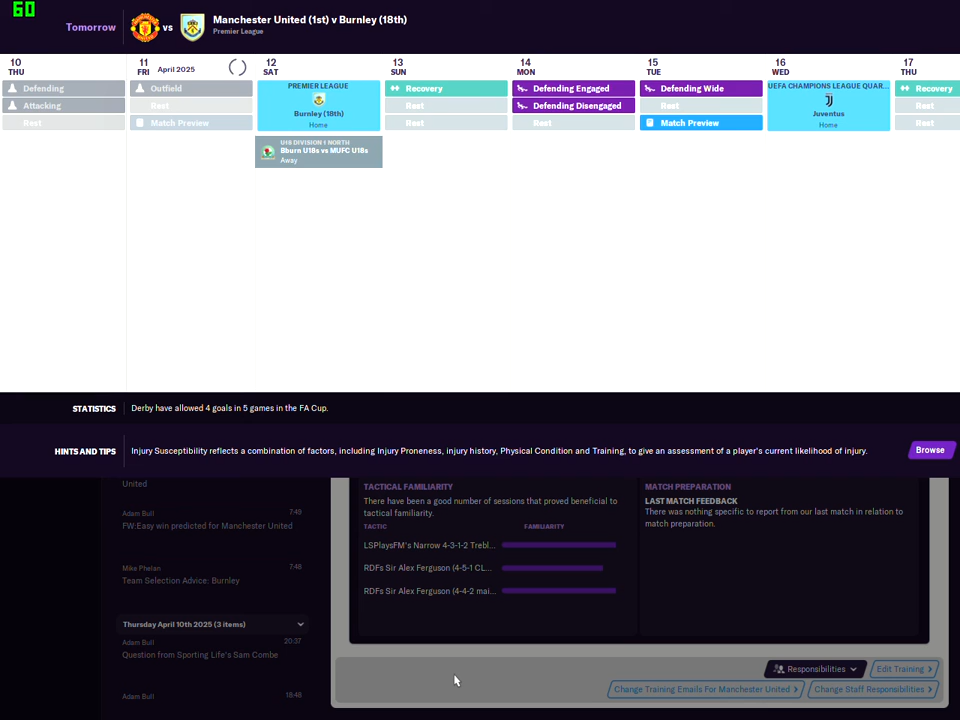 60
Tomorrow
vs
Manchester United (1st) v Burnley (18th)
Premier League
10
THU
11
FRI
April 2025
12
SAT
13
SUN
14
MON
15
TUE
16
WED
17
THU
Defending
Attacking
Rest
Outfield
Rest
Match Preview
PREMIER LEAGUE
Burnley (18th)
Home
U18 DIVISION 1 NORTH
Bburn U18s vs MUFC U18s
Away
Recovery
Rest
Rest
Defending Engaged
Defending Disengaged
Rest
Defending Wide
Rest
Match Preview
UEFA CHAMPIONS LEAGUE QUAR...
Juventus
Home
Recovery
Rest
Rest
STATISTICS
Derby have allowed 4 goals in 5 games in the FA Cup.
HINTS AND TIPS
Injury Susceptibility reflects a combination of factors, including Injury Proneness, injury history, Physical Condition and Training, to give an assessment of a player's current likelihood of injury.
Browse
United
Adam Bull
7:49
FW:Easy win predicted for Manchester United
Mike Phelan
7:48
Team Selection Advice: Burnley
Thursday April 10th 2025 (3 items)
Adam Bull
20:37
Question from Sporting Life's Sam Combe
Adam Bull
18:48
TACTICAL FAMILIARITY
There have been a good number of sessions that proved beneficial to
tactical familiarity.
TACTIC
FAMILIARITY
LSPlaysFM's Narrow 4-3-1-2 Trebl...
RDFs Sir Alex Ferguson (4-5-1 CL...
RDFs Sir Alex Ferguson (4-4-2 mai...
MATCH PREPARATION
LAST MATCH FEEDBACK
There was nothing specific to report from our last match in relation to
match preparation.
Responsibilities
Edit Training
Change Training Emails For Manchester United
Change Staff Responsibilities